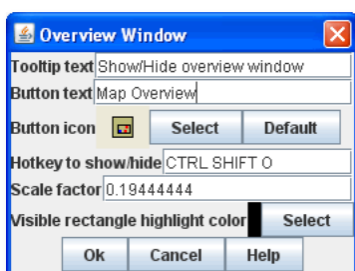 Overview Window
Tooltip text Show/Hide overview window
Button text Map Overview
Button icon Select Default
Hotkey to show/hide CTRL SHIFT O
Scale factor 0.19444444
Visible rectangle highlight color Select
Ok Cancel Help